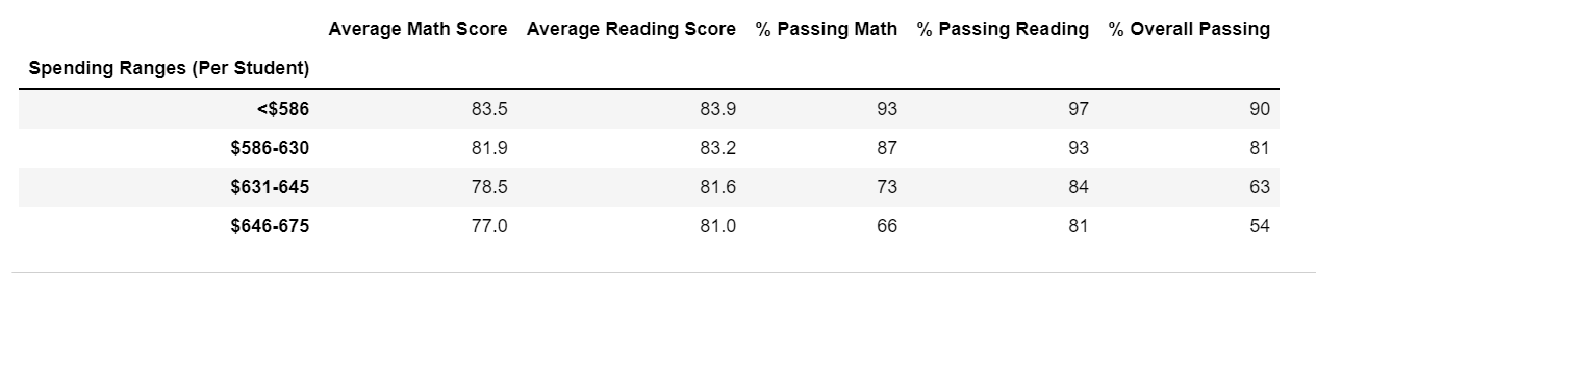 Average Math Score Average Reading Score % Passing Math % Passing Reading % Overall Passing
Spending Ranges (Per Student)
<$586 83.5 83.9 93 97 90
$586-630 81.9 83.2 87 93 81
$631-645 78.5 81.6 73 84 63
$646-675 77.0 81.0 66 81 54